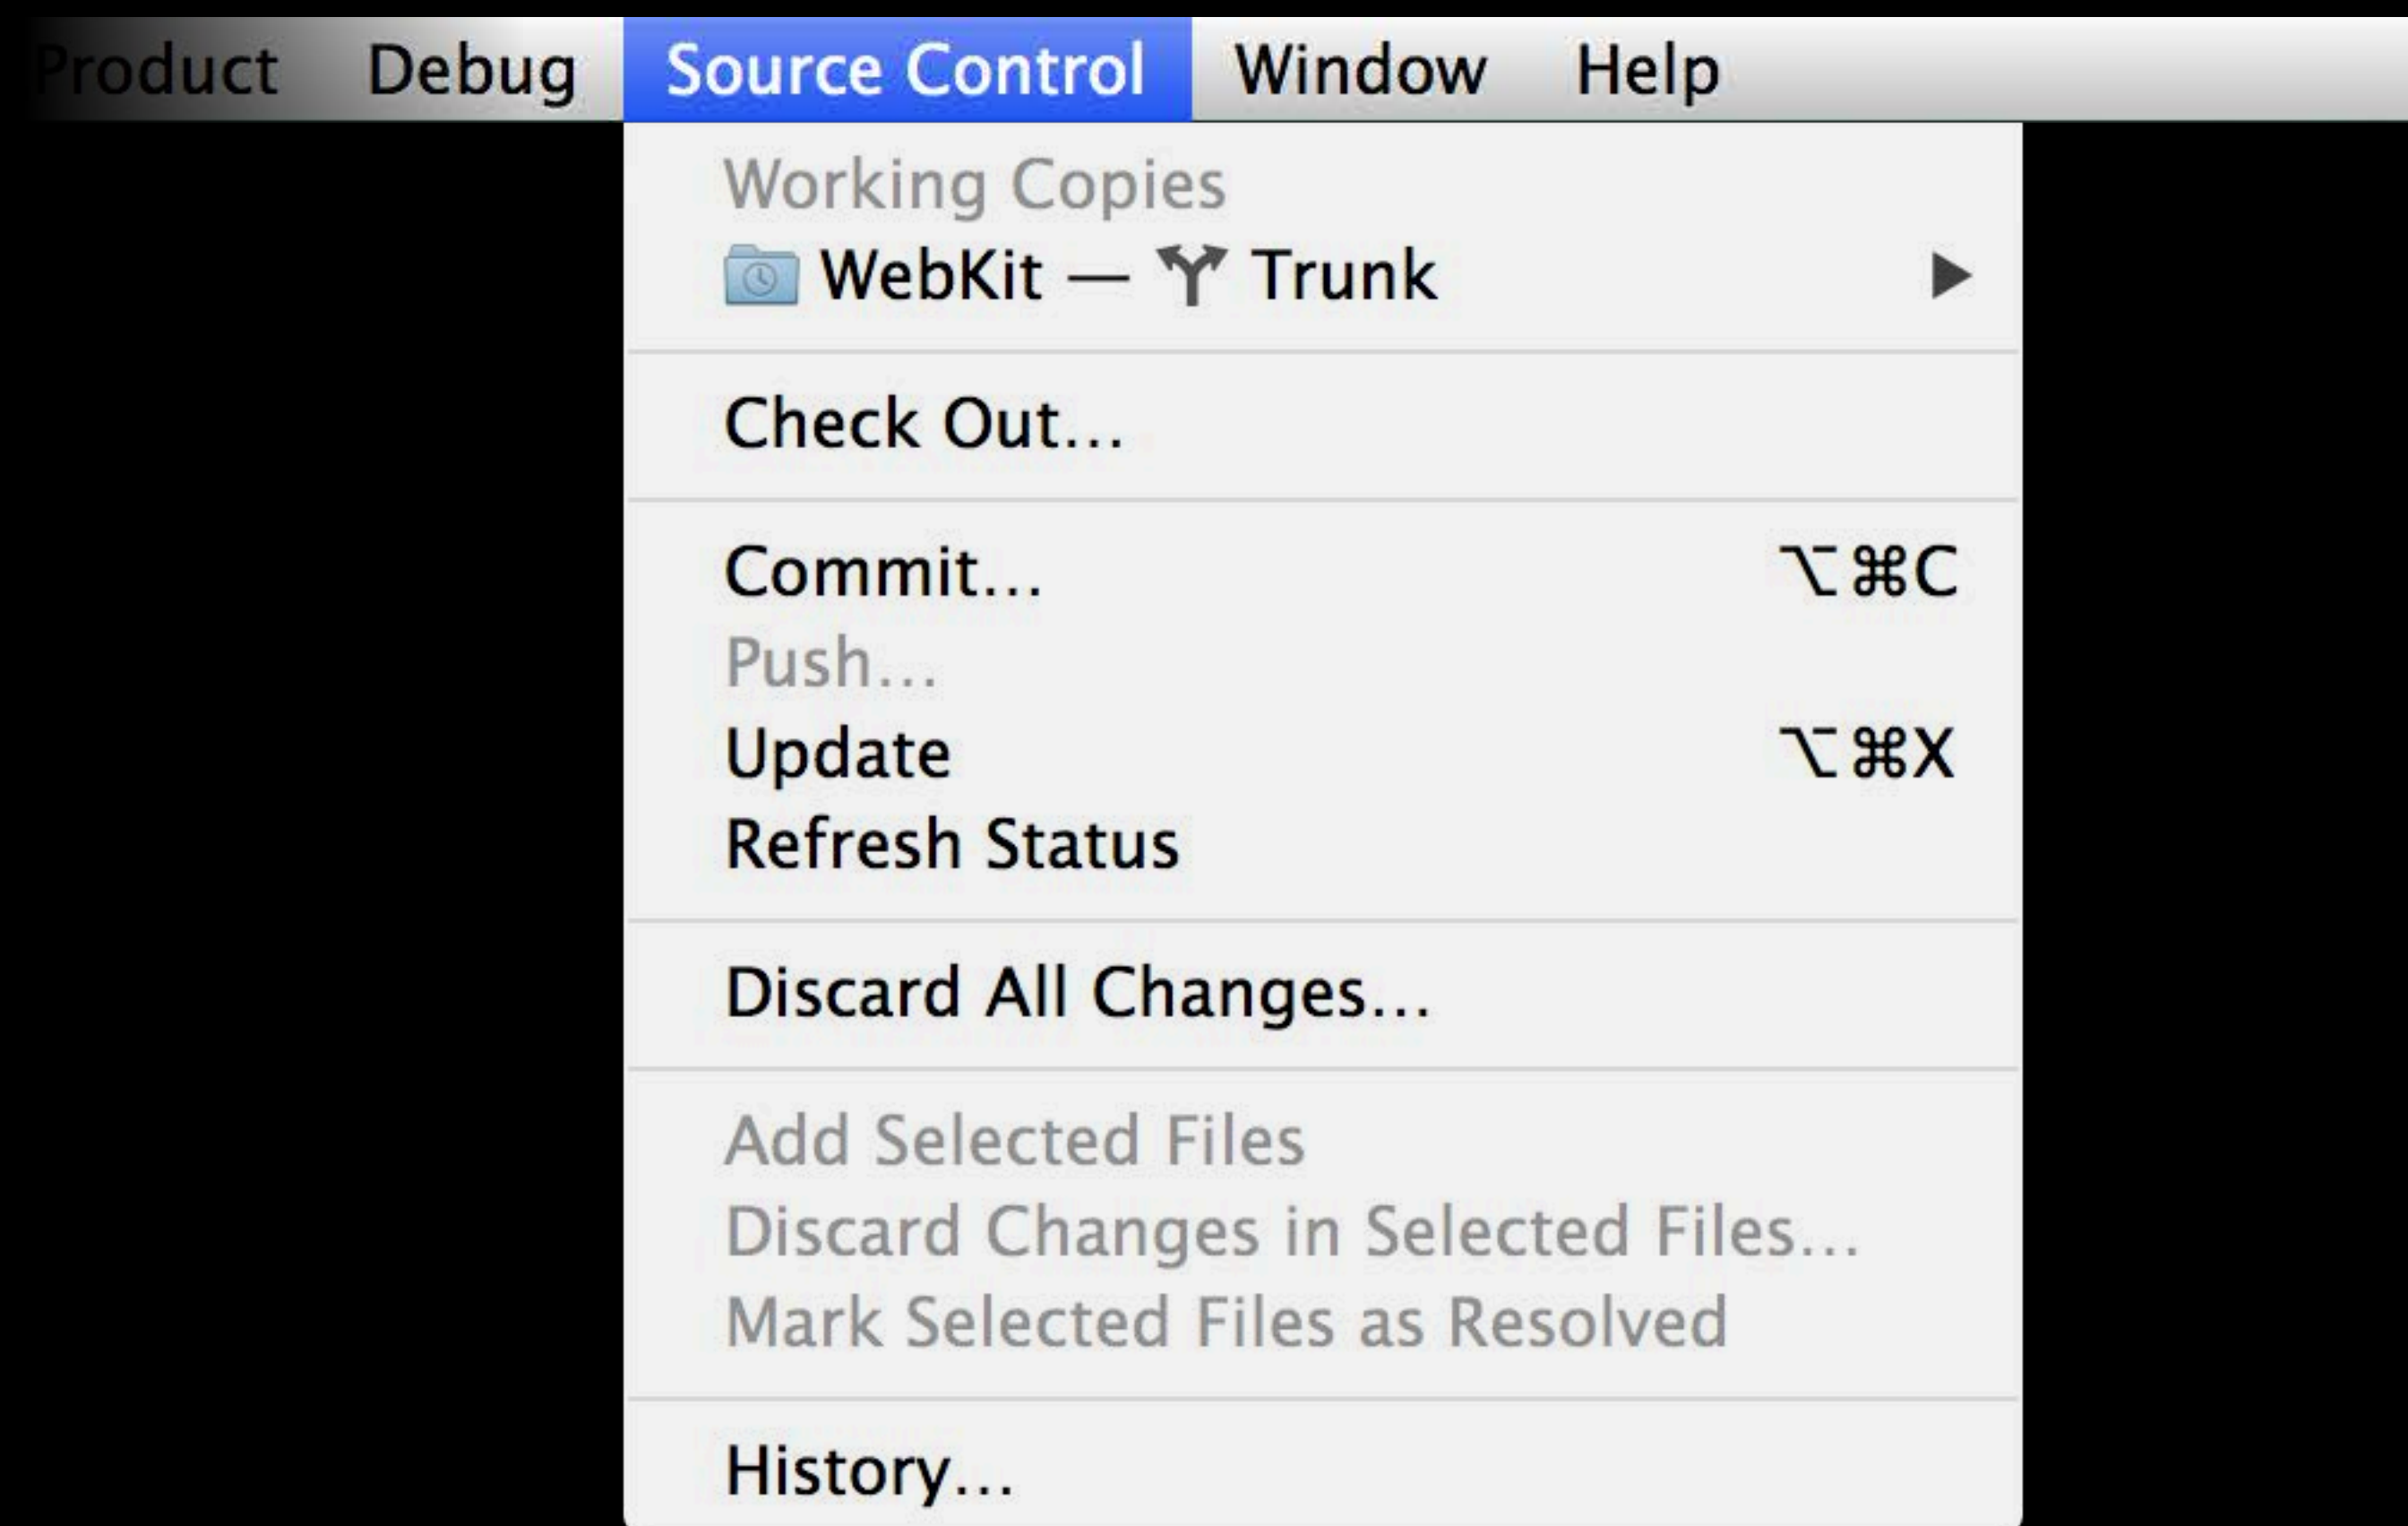 Product Debug Source Control Window Help
Working Copies
WebKit — Trunk
Check Out…
Commit… ⌥⌘C
Push…
Update ⌥⌘X
Refresh Status
Discard All Changes…
Add Selected Files
Discard Changes in Selected Files…
Mark Selected Files as Resolved
History…